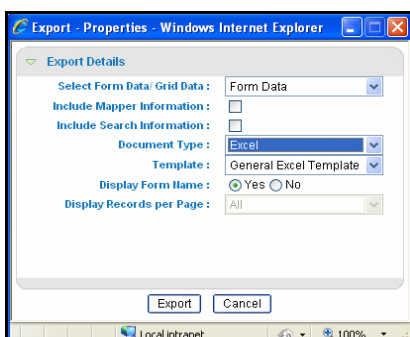 Export - Properties - Windows Internet Explorer
Export Details
Select Form Data/ Grid Data : Form Data
Include Mapper Information :
Include Search Information :
Document Type : Excel
Template : General Excel Template
Display Form Name : Yes No
Display Records per Page : All
Export Cancel
Local intranet 100%